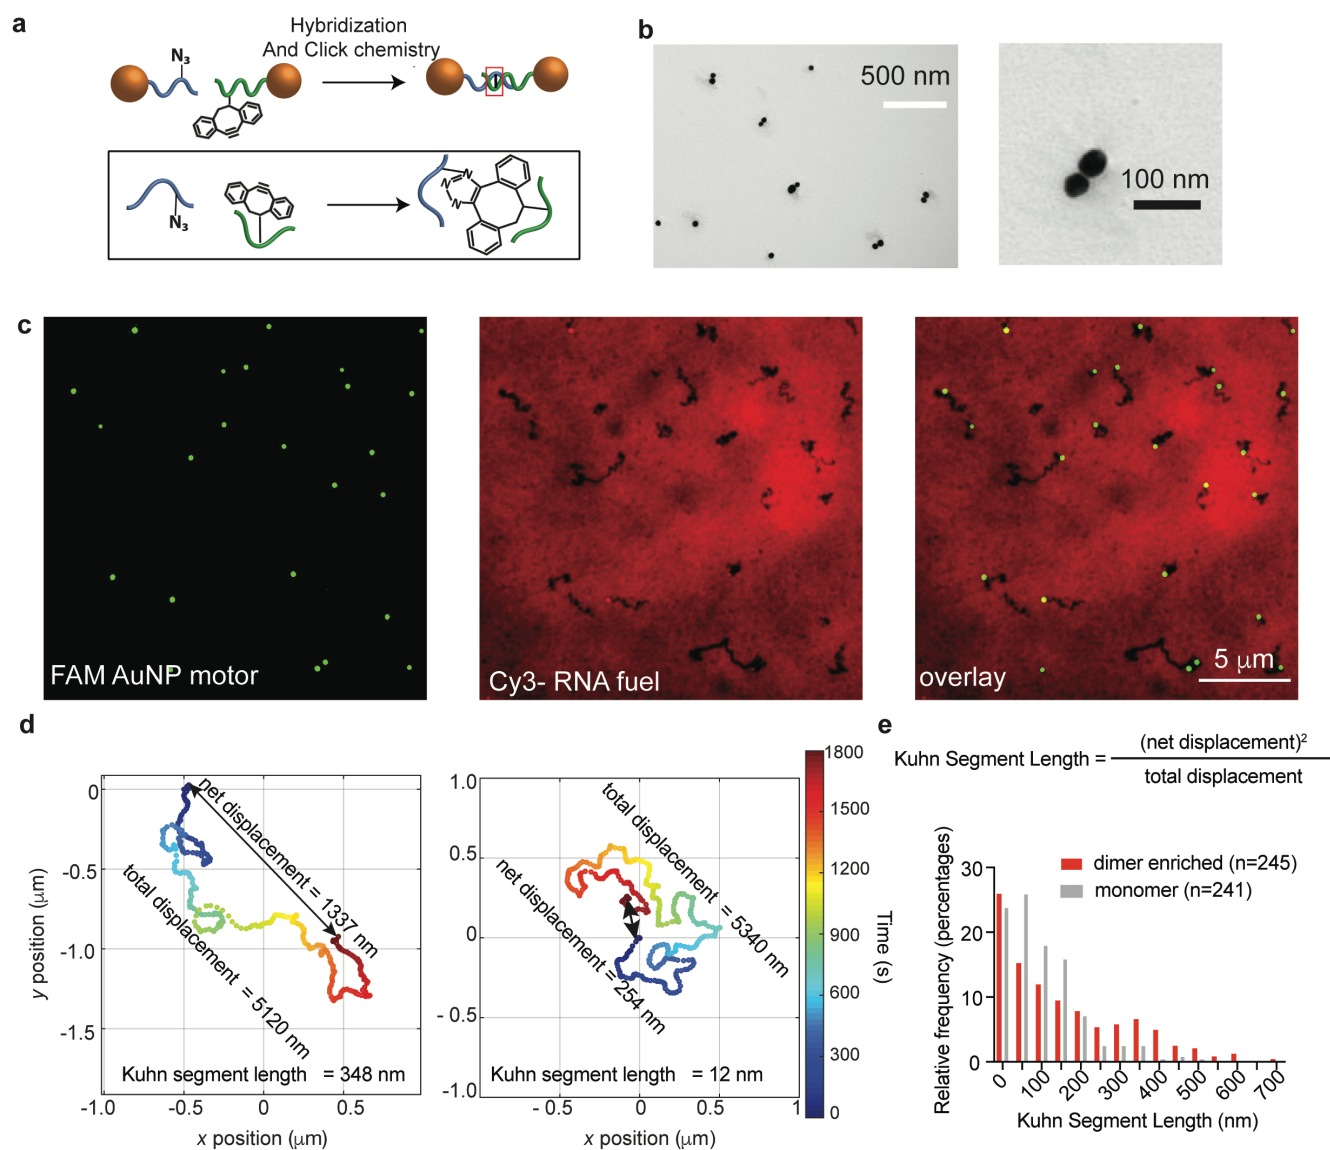 a
Hybridization
And Click chemistry
N3
N3
N
N
N
b
500 nm
100 nm
c
FAM AuNP motor
Cy3- RNA fuel
overlay
5 μm
d
y position (μm)
0
-0.5
-1.0
-1.5
-1.0
-0.5
0
0.5
x position (μm)
net displacement = 1337 nm
total displacement = 5120 nm
Kuhn segment length = 348 nm
1.0
0.5
0
- 0.5
-1.0
- 0.5
0
0.5
1
x position (μm)
total displacement = 5340 nm
net displacement = 254 nm
Kuhn segment length = 12 nm
1800
1500
1200
900
600
300
0
Time (s)
e
Kuhn Segment Length =
(net displacement)²
total displacement
Relative frequency (percentages)
30
20
10
0
dimer enriched (n=245)
monomer (n=241)
0
100
200
300
400
500
600
700
Kuhn Segment Length (nm)